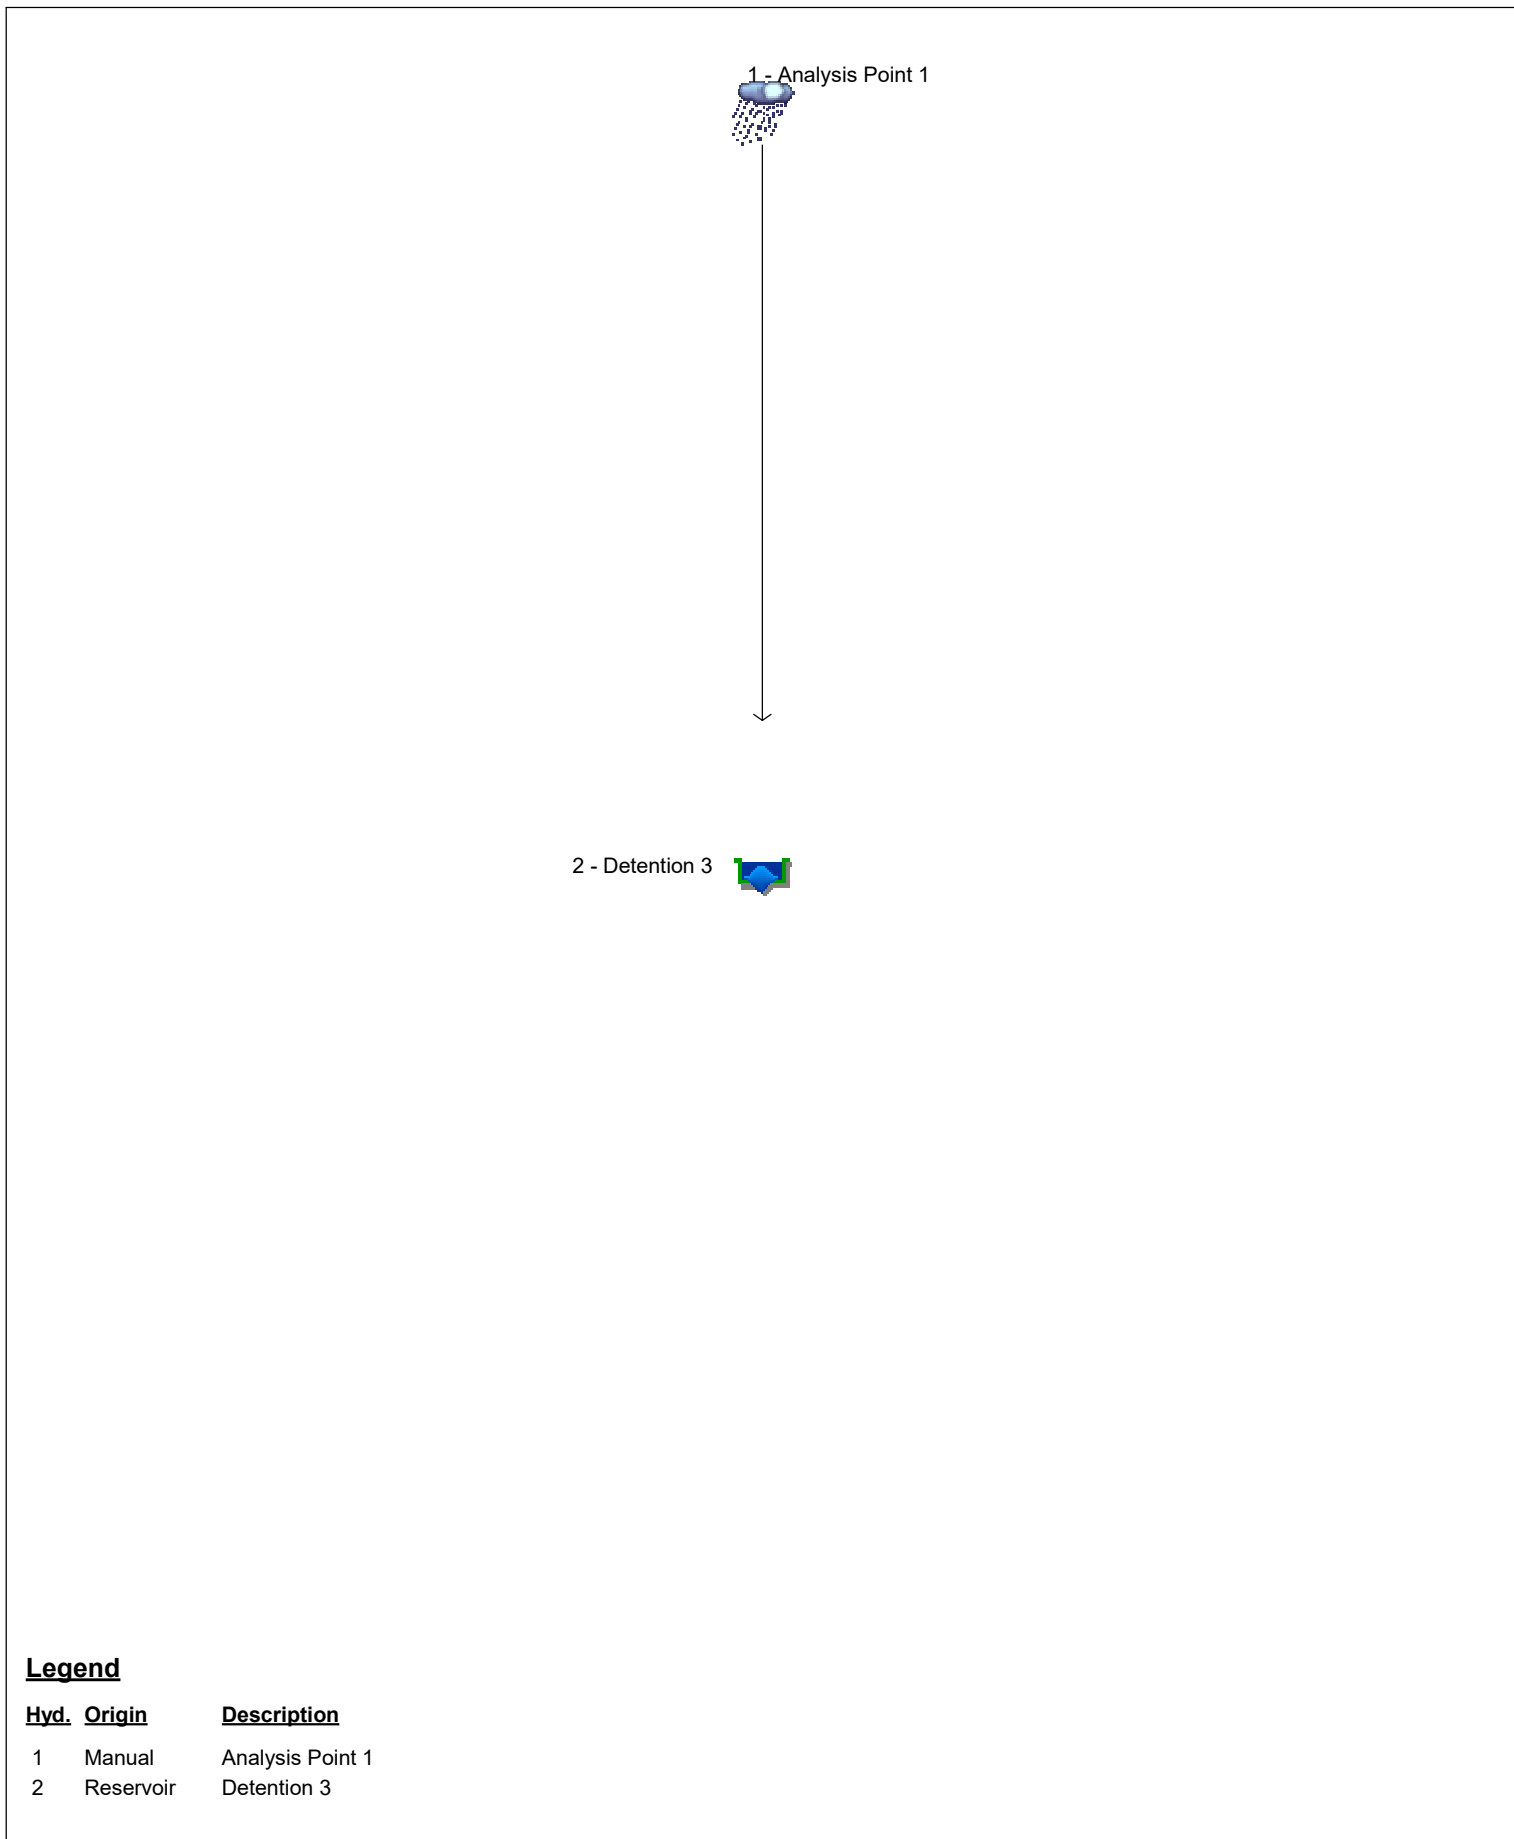 1 - Analysis Point 1
2 - Detention 3
Legend
Hyd. Origin Description
1 Manual Analysis Point 1
2 Reservoir Detention 3